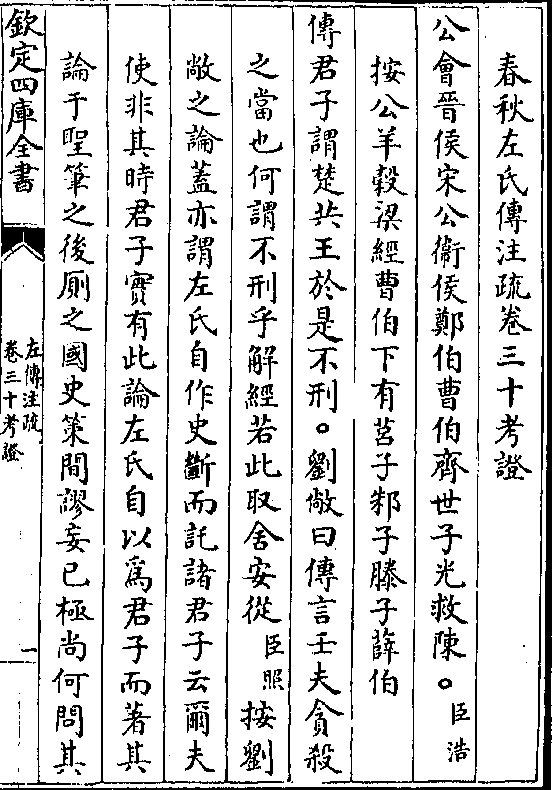 春秋左氏傳注疏卷三十考證
公會晉侯宋公衞侯鄭伯曹伯齊世子光救陳。臣浩
按公羊穀梁經曹伯下有莒子邾子滕子薛伯
傳君子謂楚共王於是不刑。劉敞曰傳言壬夫貪殺
之當也何謂不刑乎解經若此取舍安從臣照按劉
敞之論蓋亦謂左氏自作史斷而託諸君子云爾夫
使非其時君子實有此論左氏自以爲君子而著其
論于聖筆之後厠之國史策間謬妄已極尚何問其
欽定四庫全書
左傳注疏
卷三十考證
一